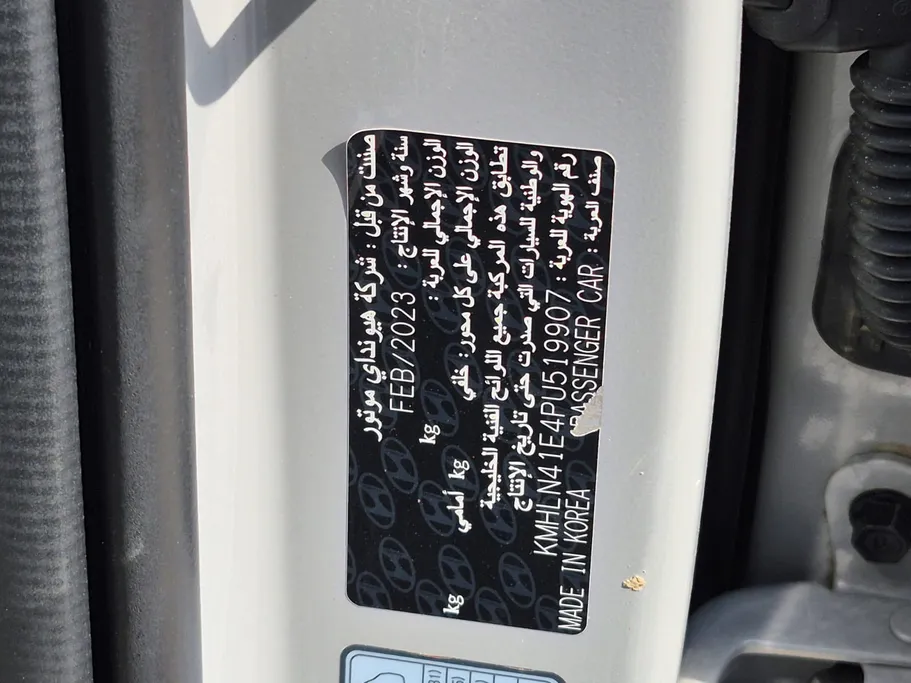 صنعت من قبل : شركة هيونداي موتور
سنة وشهر الإنتاج : FEB/2023
الوزن الإجمالي للعربة : kg
الوزن الإجمالي على كل محور : خلفي kg أمامي kg
تطابق هذه المركبة جميع اللوائح الفنية الخليجية
والوطنية للسيارات التي صدرت حتى تاريخ الإنتاج
رقم الهوية للعربة : KMHLN41E4PU519907
صنف العربة : PASSENGER CAR MADE IN KOREA